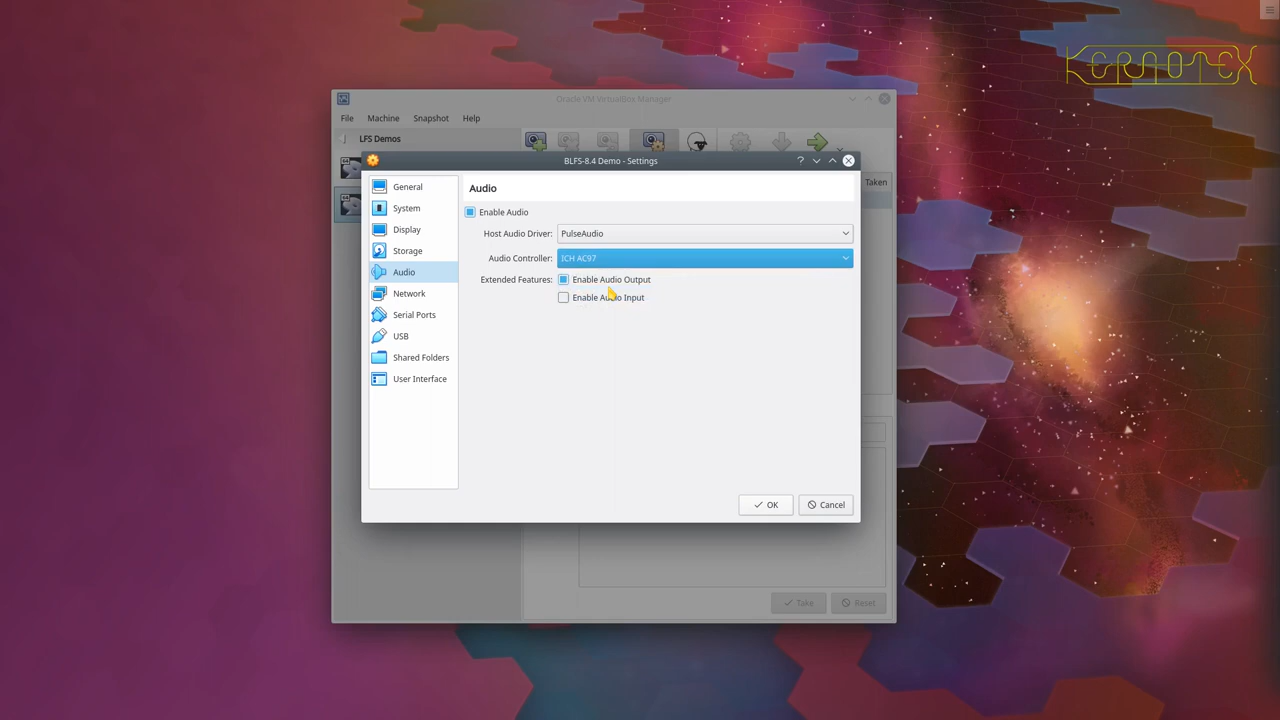 KERNOTEX
Oracle VM VirtualBox Manager
File Machine Snapshot Help
LFS Demos
BLFS-8.4 Demo - Settings
Taken
General
System
Display
Storage
Audio
Network
Serial Ports
USB
Shared Folders
User Interface
Audio
Enable Audio
Host Audio Driver: PulseAudio
Audio Controller: ICH AC97
Extended Features: Enable Audio Output
Enable Audio Input
OK Cancel
Take Reset